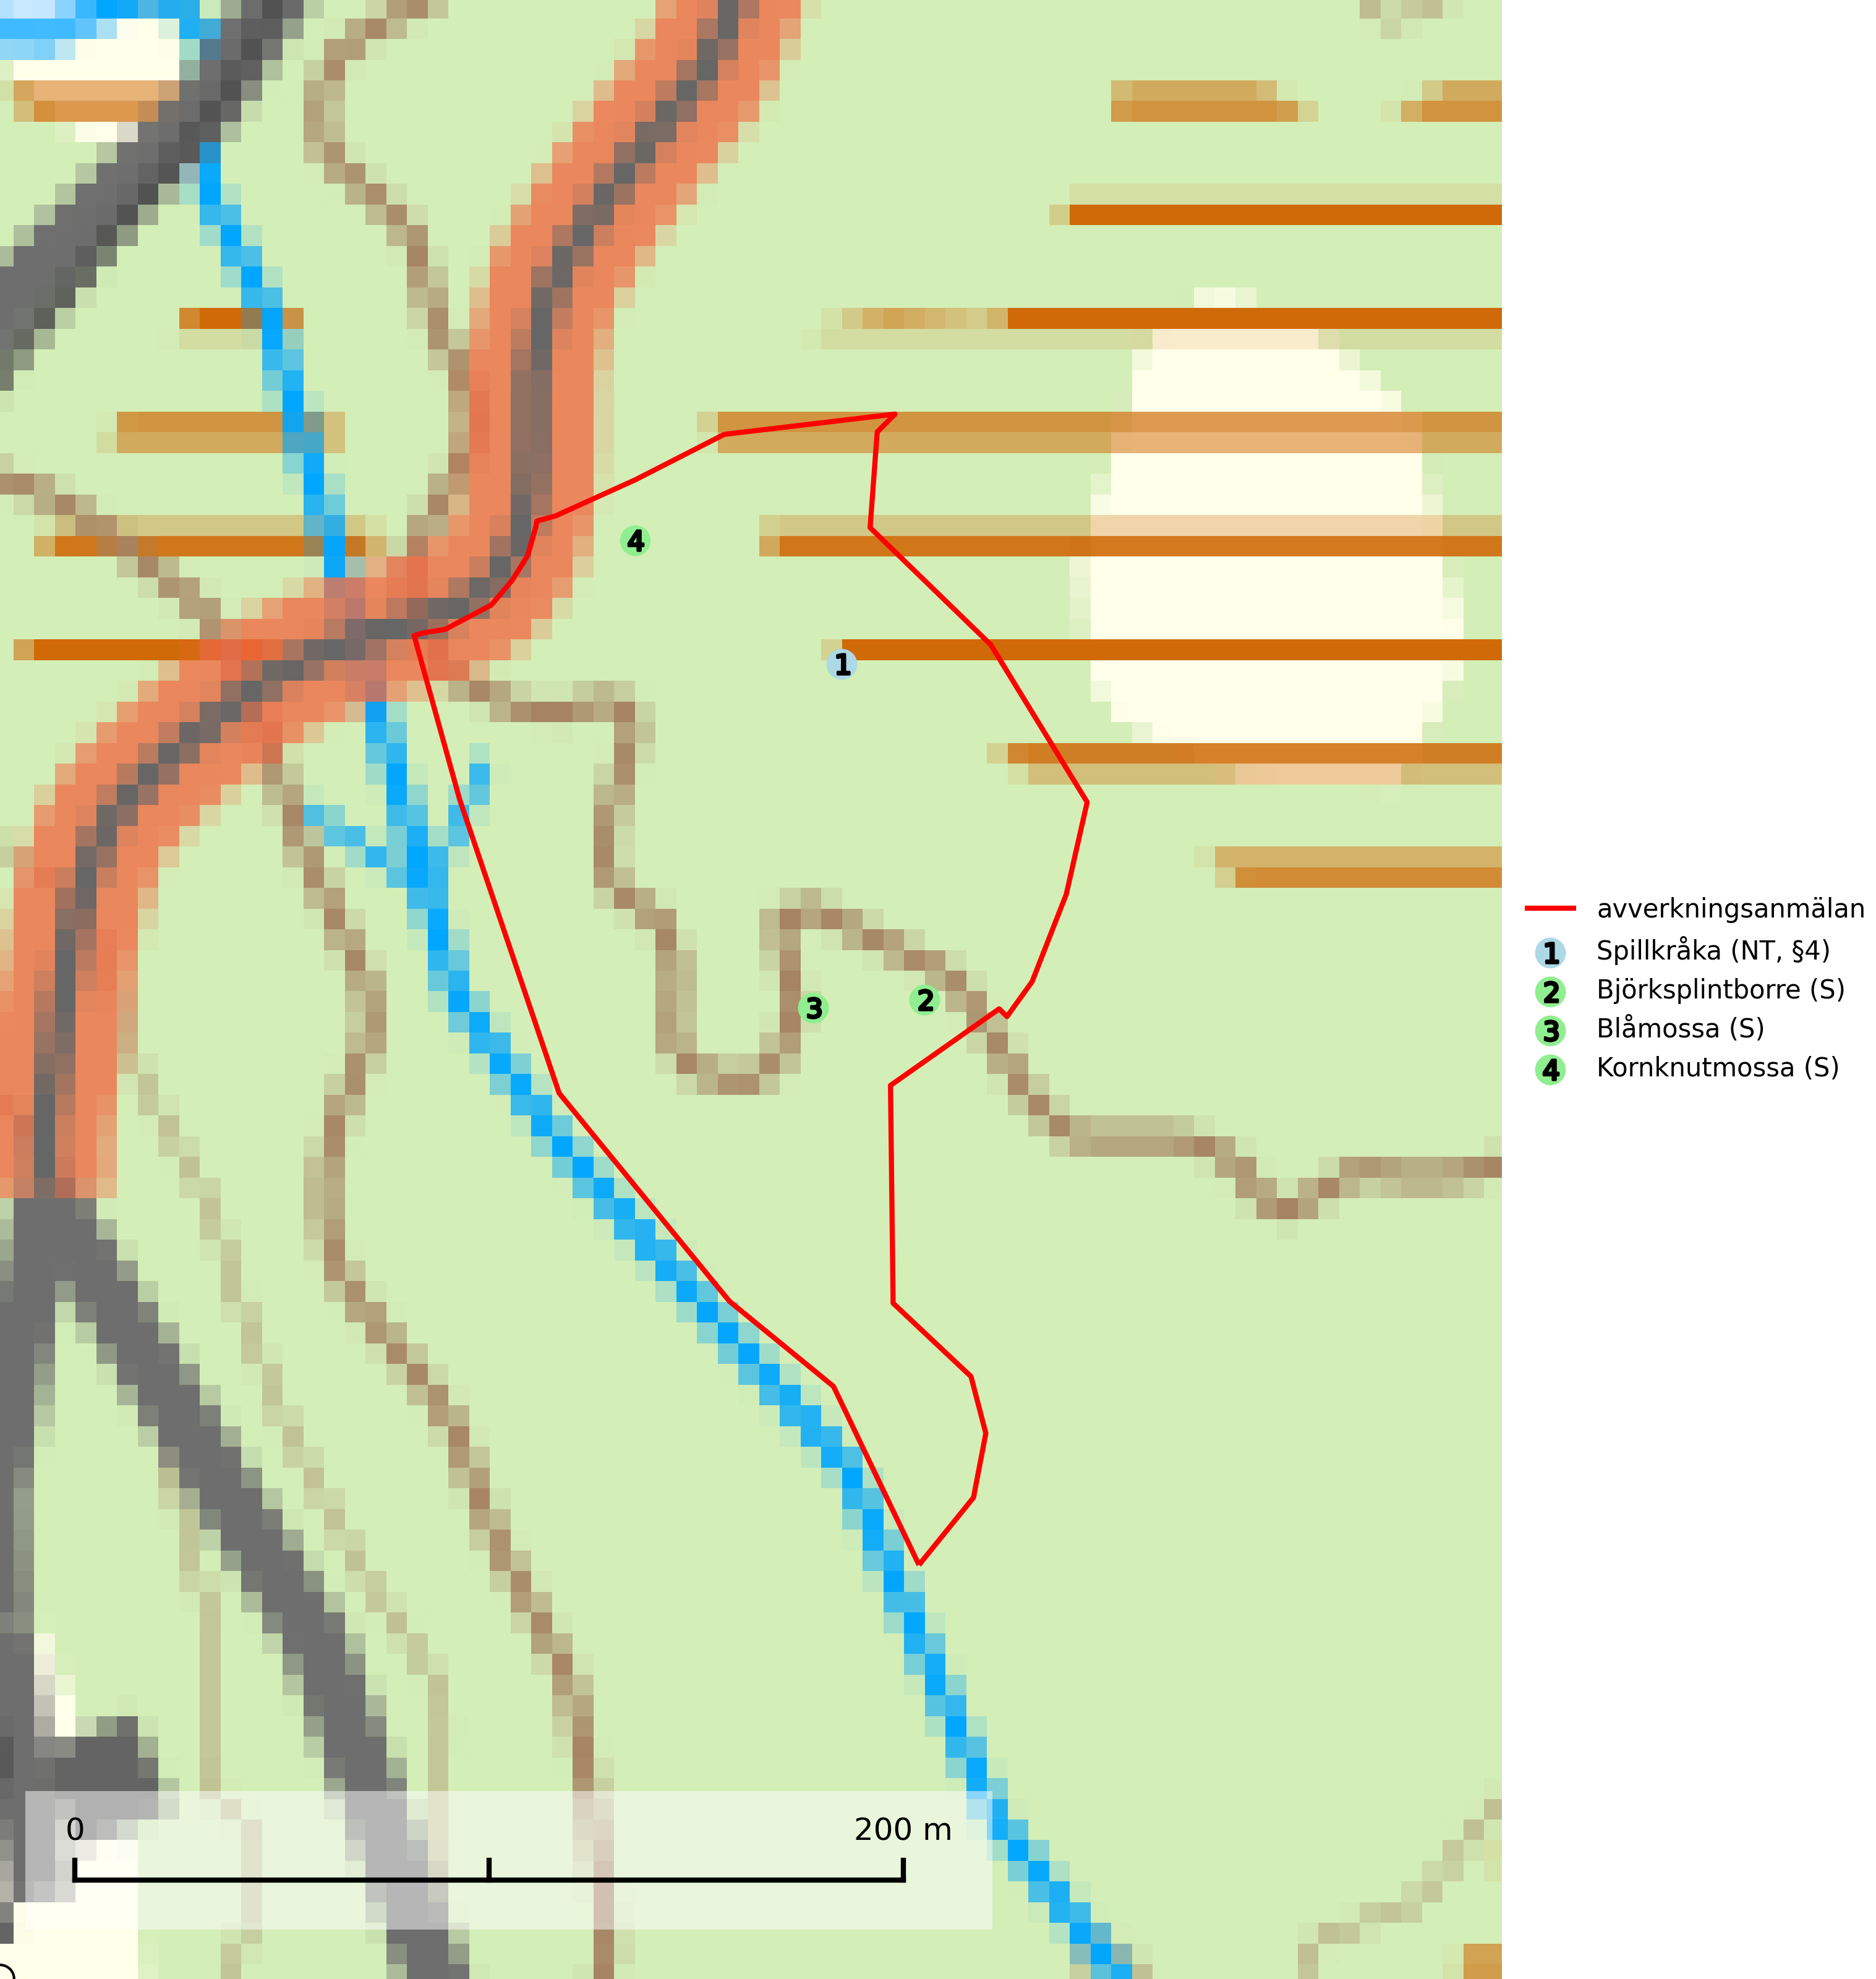 4
1
2
3
avverkningsanmälan
1 Spillkråka (NT, §4)
2 Björksplintborre (S)
3 Blåmossa (S)
4 Kornknutmossa (S)
0 200 m